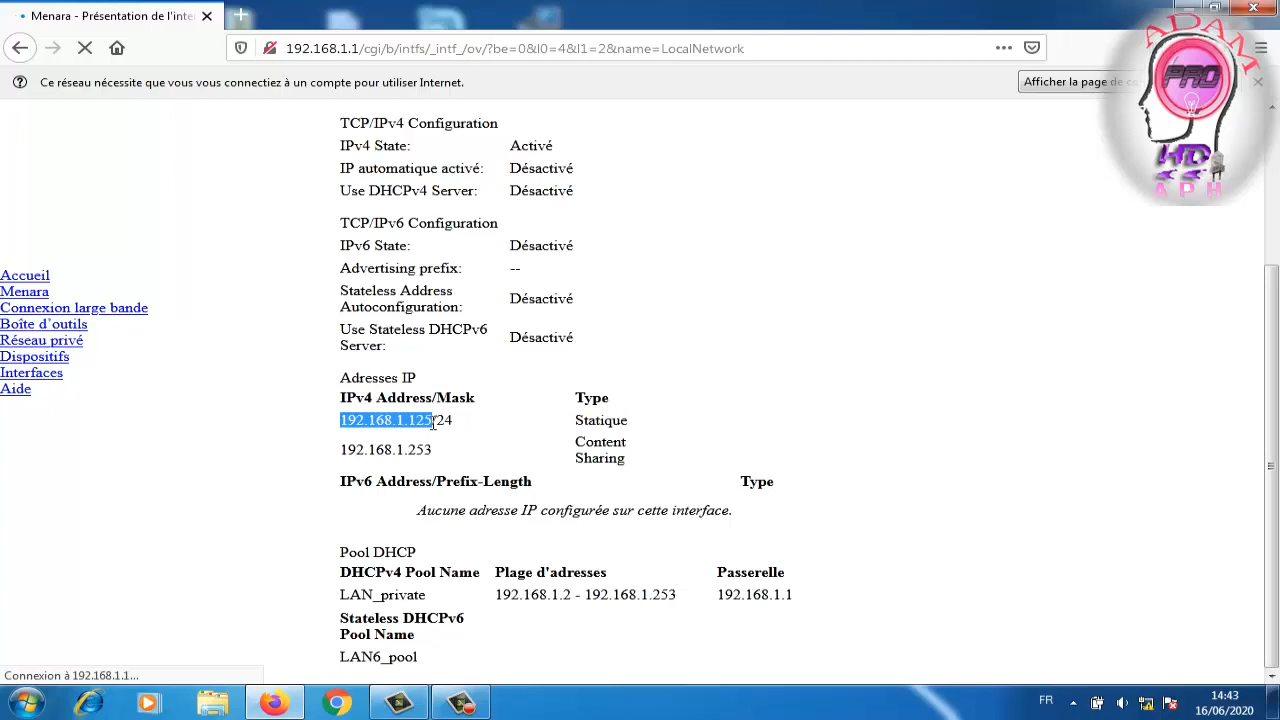 Menara - Présentation de l'inte
192.168.1.1/cgi/b/intfs/_intf_ov/?be=0&l0=4&l1=2&name=LocalNetwork
Ce réseau nécessite que vous vous connectiez à un compte pour utiliser Internet.
Afficher la page de
ADAM
PRO
HD
APH
TCP/IPv4 Configuration
IPv4 State: Activé
IP automatique activé: Désactivé
Use DHCPv4 Server: Désactivé
TCP/IPv6 Configuration
IPv6 State: Désactivé
Advertising prefix: --
Stateless Address
Autoconfiguration: Désactivé
Use Stateless DHCPv6
Server: Désactivé
Accueil
Menara
Connexion large bande
Boîte d'outils
Réseau privé
Dispositifs
Interfaces
Aide
Adresses IP
IPv4 Address/Mask Type
192.168.1.125/24 Statique
192.168.1.253 Content
Sharing
IPv6 Address/Prefix-Length Type
Aucune adresse IP configurée sur cette interface.
Pool DHCP
DHCPv4 Pool Name Plage d'adresses Passerelle
LAN_private 192.168.1.2 - 192.168.1.253 192.168.1.1
Stateless DHCPv6
Pool Name
LAN6_pool
Connexion à 192.168.1.1...
FR
14:43
16/06/2020